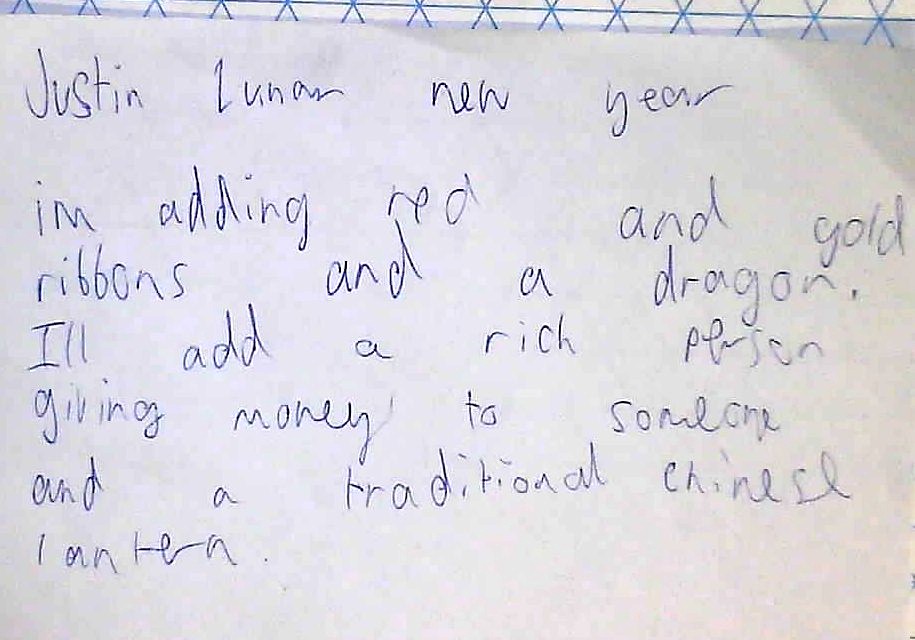 Justin lunar new year
im adding red and gold
ribbons and a dragon.
Ill add a rich person
giving money to someone
and a traditional chinese
lantern.